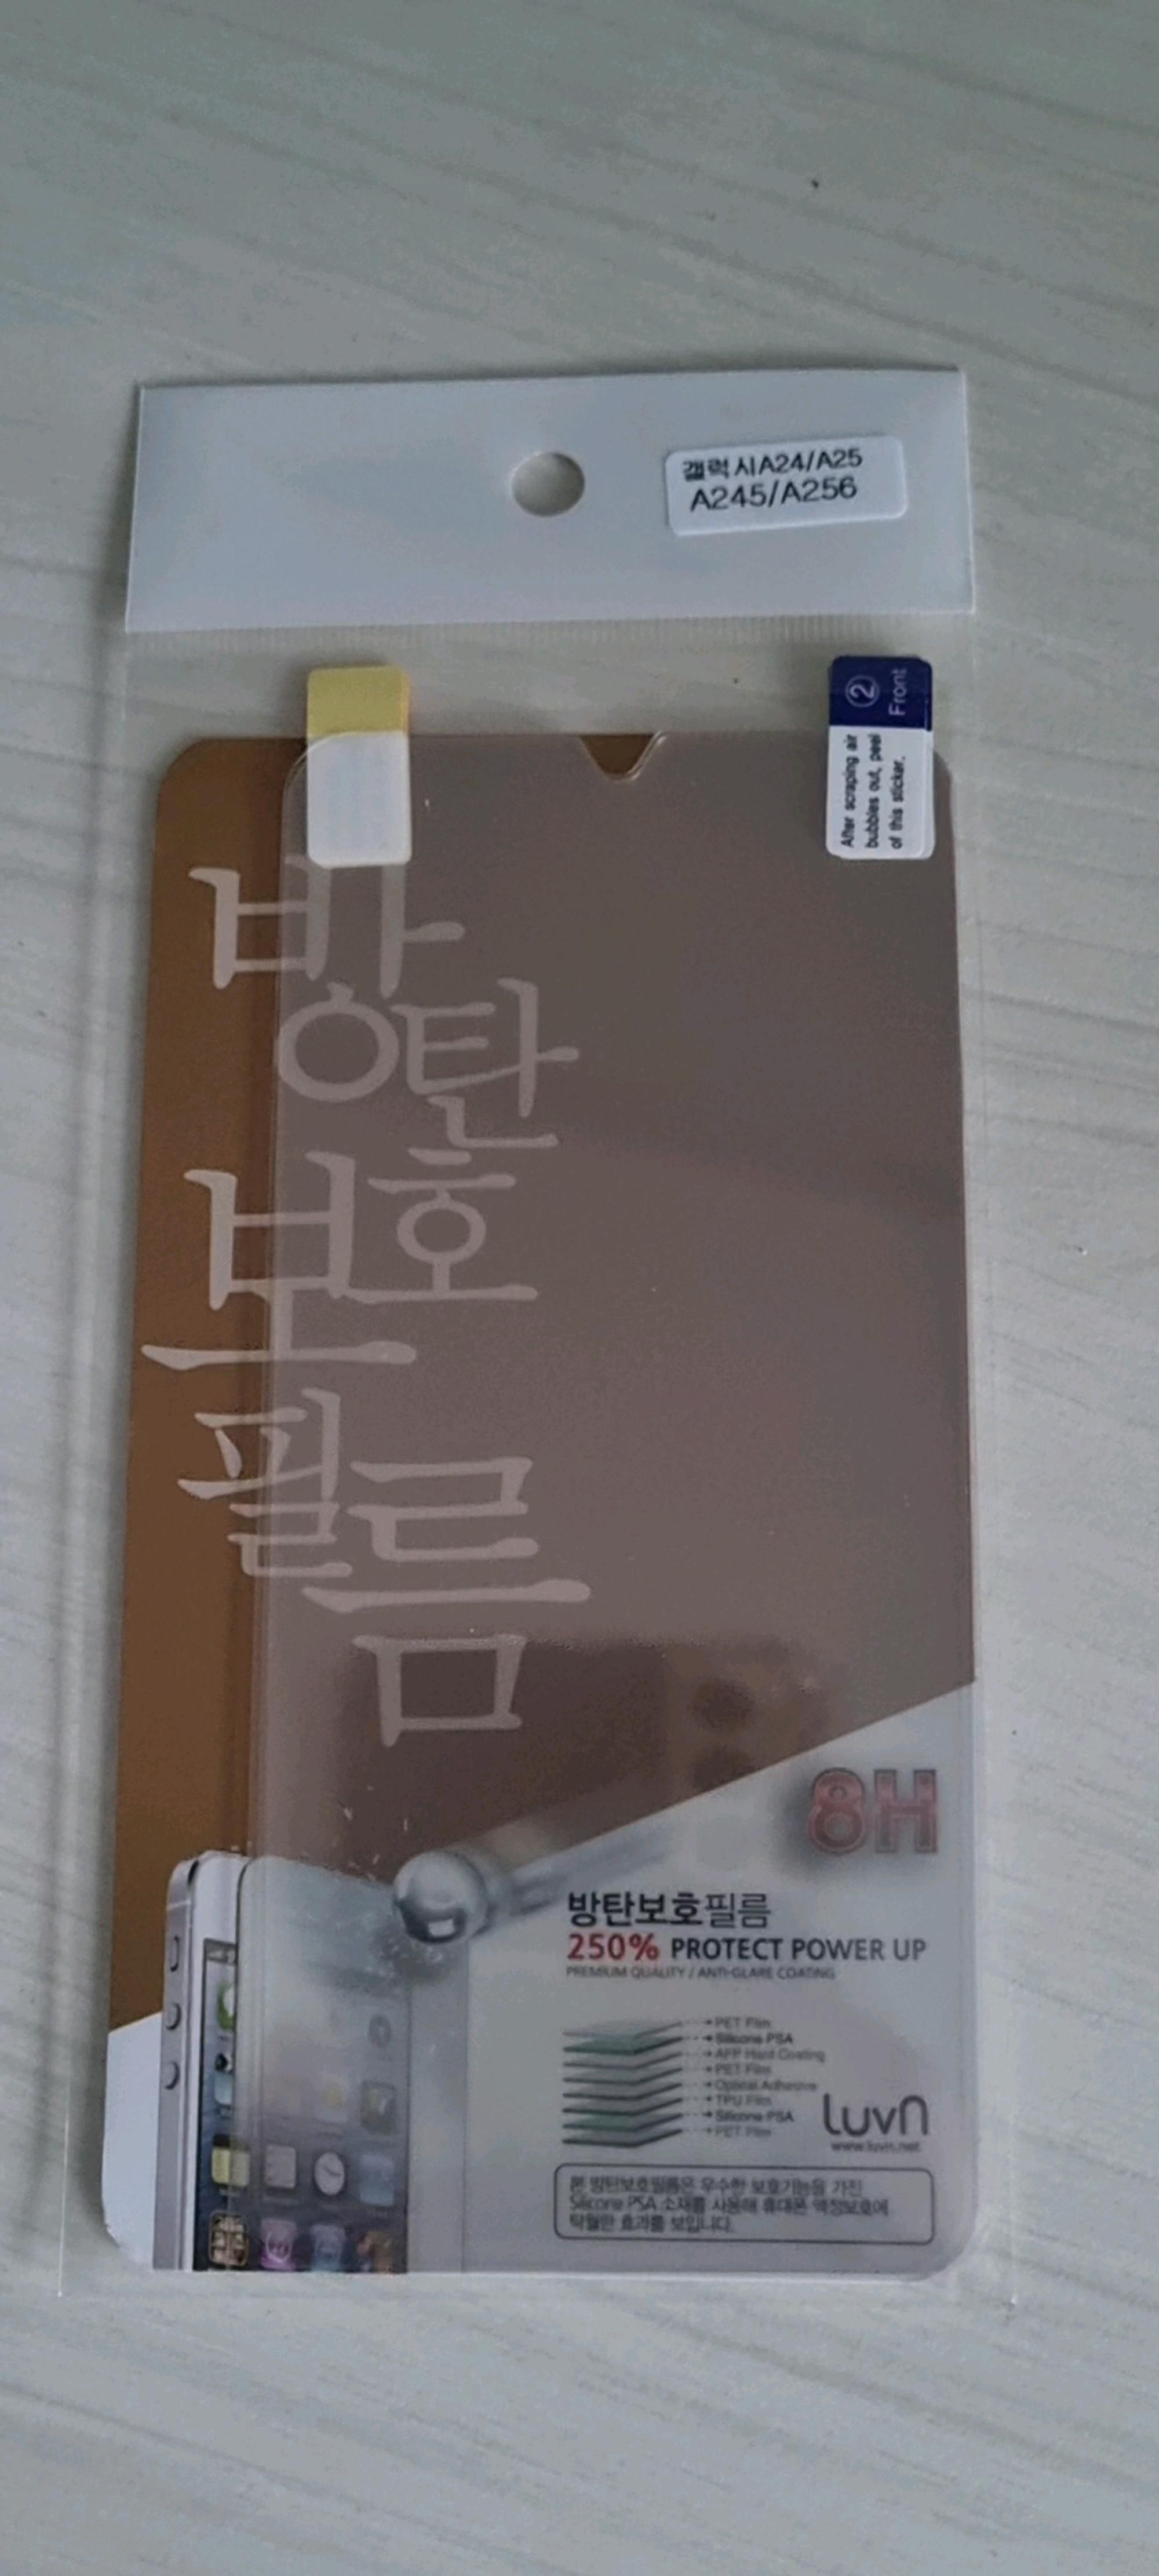 갤럭시A24/A25
A245/A256
② Front
After scraping air
bubbles out, peel
of this sticker.
방탄
보호
필름
8H
방탄보호필름
250% PROTECT POWER UP
PREMIUM QUALITY / ANTI-GLARE COATING
PET Film
Silicone PSA
AFP Hard Coating
PET Film
Optical Adhesive
TPU Film
Silicone PSA
PET Film
Luvn
www.luvn.net
본 방탄보호필름은 우수한 보호기능을 가진
Silicone PSA 소재를 사용해 휴대폰 액정보호에
탁월한 효과를 보입니다.